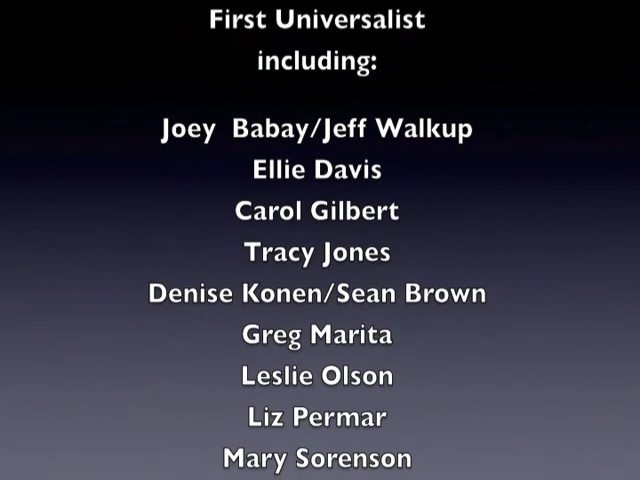 First Universalist
including:
Joey  Babay/Jeff Walkup
Ellie Davis
Carol Gilbert
Tracy Jones
Denise Konen/Sean Brown
Greg Marita
Leslie Olson
Liz Permar
Mary Sorenson